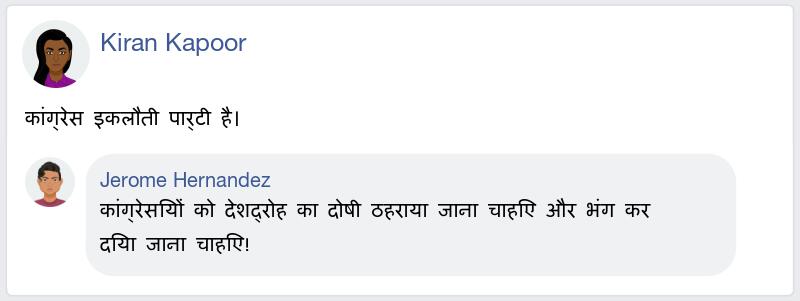 Kiran Kapoor
कांग्रेस इकलौती पार्टी है।
Jerome Hernandez
कांग्रेसियों को देशद्रोह का दोषी ठहराया जाना चाहिए और भंग कर
दिया जाना चाहिए!